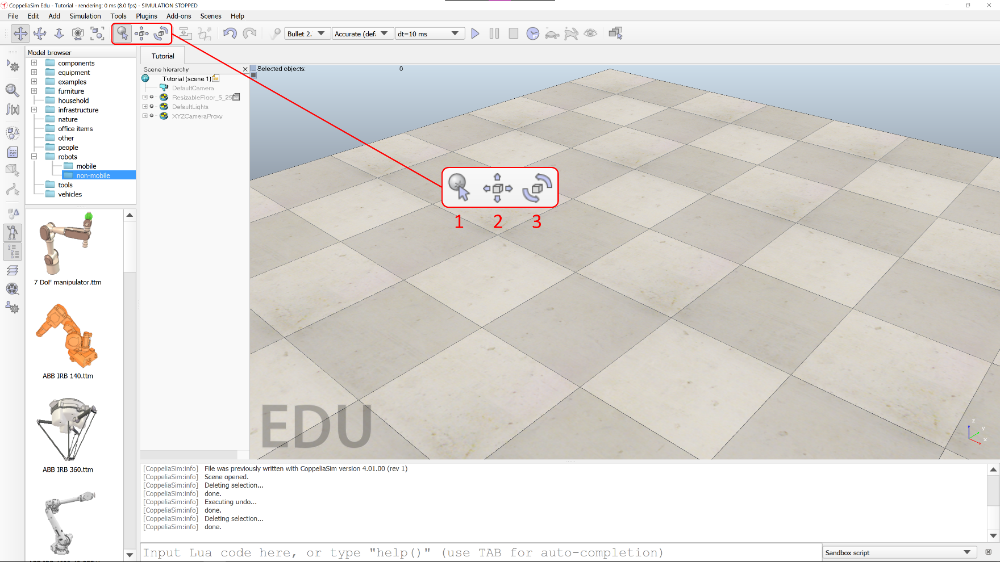 CoppeliaSim Edu - Tutorial - rendering: 0 ms (8.0 fps) - SIMULATION STOPPED
File Edit Add Simulation Tools Plugins Add-ons Scenes Help
Bullet 2. Accurate (def. dt=10 ms
Model browser
components
equipment
examples
furniture
household
infrastructure
nature
office items
other
people
robots
mobile
non-mobile
tools
vehicles
7 DoF manipulator.ttm
ABB IRB 140.ttm
ABB IRB 360.ttm
Tutorial
Scene hierarchy
Tutorial (scene 1)
DefaultCamera
ResizableFloor_5_25
DefaultLights
XYZCameraProxy
Selected objects: 0
1 2 3
EDU
z
y
x
[CoppeliaSim:info] File was previously written with CoppeliaSim version 4.01.00 (rev 1)
[CoppeliaSim:info] Scene opened.
[CoppeliaSim:info] Deleting selection...
[CoppeliaSim:info] done.
[CoppeliaSim:info] Executing undo...
[CoppeliaSim:info] done.
[CoppeliaSim:info] Deleting selection...
[CoppeliaSim:info] done.
Input Lua code here, or type "help()" (use TAB for auto-completion)
Sandbox script